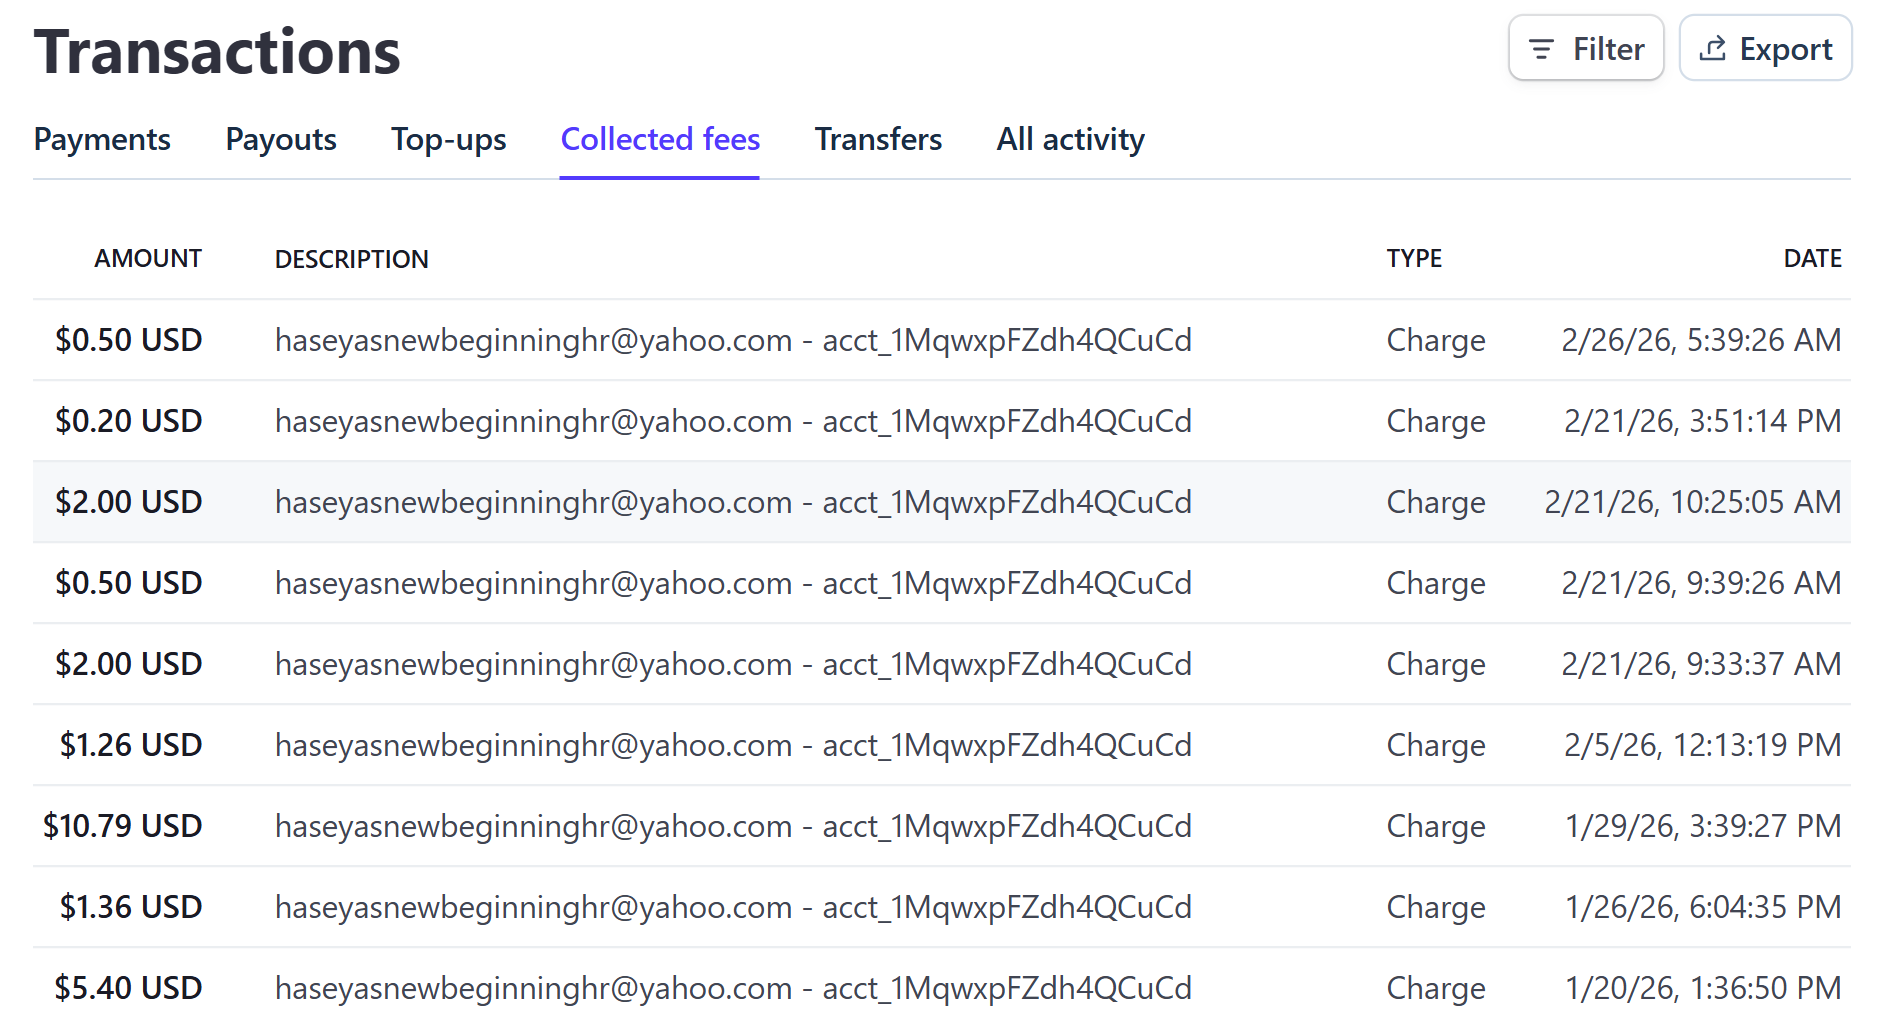 Transactions
Filter
Export
Payments Payouts Top-ups Collected fees Transfers All activity
AMOUNT DESCRIPTION TYPE DATE
$0.50 USD haseyasnewbeginninghr@yahoo.com - acct_1MqwxpFZdh4QCuCd Charge 2/26/26, 5:39:26 AM
$0.20 USD haseyasnewbeginninghr@yahoo.com - acct_1MqwxpFZdh4QCuCd Charge 2/21/26, 3:51:14 PM
$2.00 USD haseyasnewbeginninghr@yahoo.com - acct_1MqwxpFZdh4QCuCd Charge 2/21/26, 10:25:05 AM
$0.50 USD haseyasnewbeginninghr@yahoo.com - acct_1MqwxpFZdh4QCuCd Charge 2/21/26, 9:39:26 AM
$2.00 USD haseyasnewbeginninghr@yahoo.com - acct_1MqwxpFZdh4QCuCd Charge 2/21/26, 9:33:37 AM
$1.26 USD haseyasnewbeginninghr@yahoo.com - acct_1MqwxpFZdh4QCuCd Charge 2/5/26, 12:13:19 PM
$10.79 USD haseyasnewbeginninghr@yahoo.com - acct_1MqwxpFZdh4QCuCd Charge 1/29/26, 3:39:27 PM
$1.36 USD haseyasnewbeginninghr@yahoo.com - acct_1MqwxpFZdh4QCuCd Charge 1/26/26, 6:04:35 PM
$5.40 USD haseyasnewbeginninghr@yahoo.com - acct_1MqwxpFZdh4QCuCd Charge 1/20/26, 1:36:50 PM